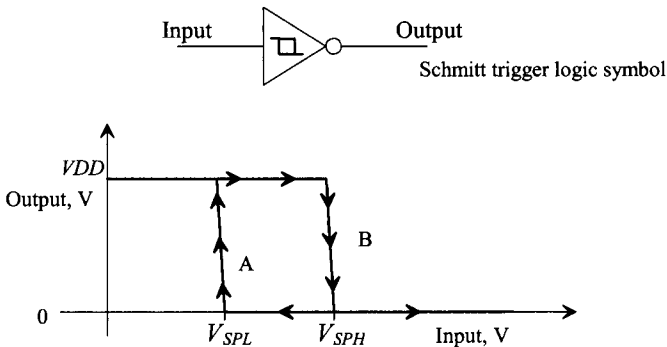 Input
Output
Schmitt trigger logic symbol
VDD
Output, V
A
B
0
V_SPL
V_SPH
Input, V